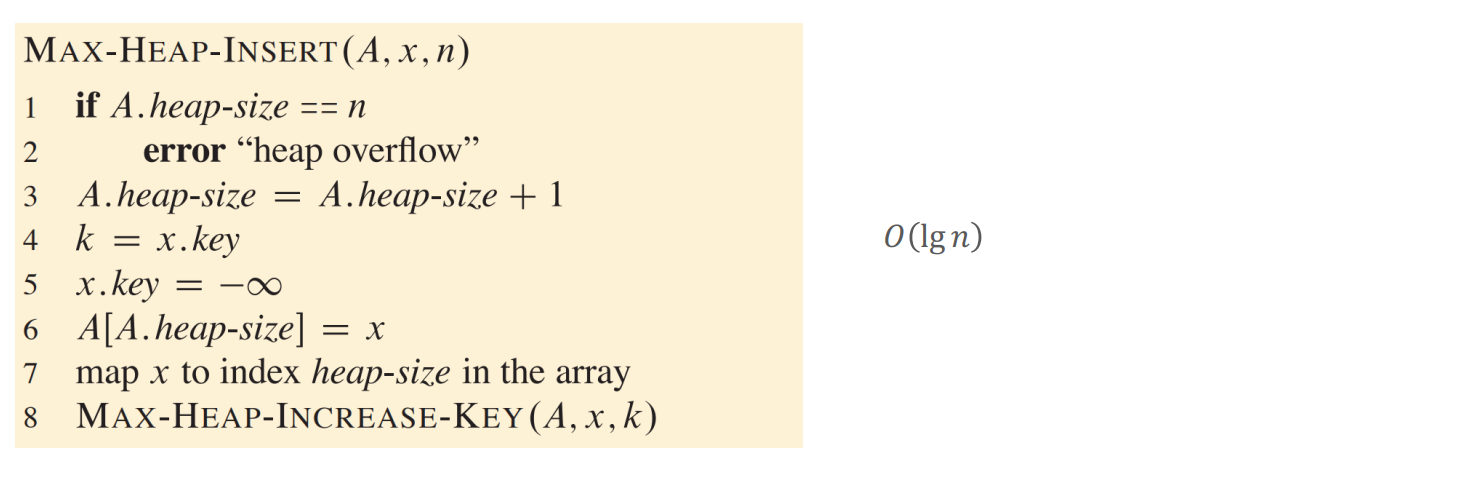 MAX-HEAP-INSERT(A, x, n)
1 if A.heap-size == n
2 error “heap overflow”
3 A.heap-size = A.heap-size + 1
4 k = x.key
5 x.key = −∞
6 A[A.heap-size] = x
7 map x to index heap-size in the array
8 MAX-HEAP-INCREASE-KEY(A, x, k)
O(lg n)